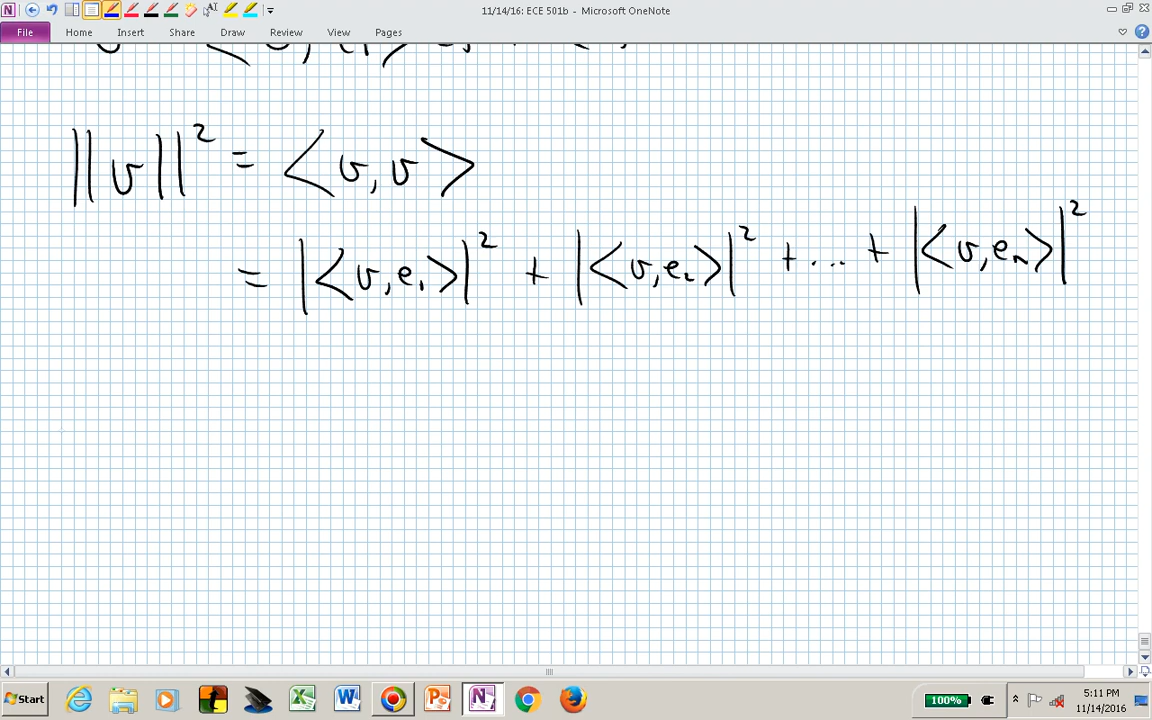 11/14/16: ECE 501b - Microsoft OneNote
File Home Insert Share Draw Review View Pages
||v||² = <v,v>
= |<v,e₁>|² + |<v,e₂>|² + ... + |<v,eₙ>|²
Start
100%
5:11 PM
11/14/2016